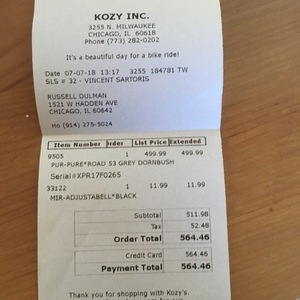 KOZY INC.
3255 N. MILWAUKEE
CHICAGO, IL 60618
Phone (773) 282-0202
It's a beautiful day for a bike ride!
Date 07-07-18 13:17 3255 184781 TW
SLS # 32 - VINCENT SARTORIS
RUSSELL DULMAN
1521 W HADDON AVE
CHICAGO, IL 60642
Ho (914) 275-5024
Item Number Order List Price Extended
9505 1 499.99 499.99
PUR-PURE*ROAD 53 GREY DORNBUSH
Serial#XPR17F0265
33122 1 11.99 11.99
MIR-ADJUSTABELL*BLACK
Subtotal 511.98
Tax 52.48
Order Total 564.46
Credit Card 564.46
Payment Total 564.46
Thank you for shopping with Kozy's.